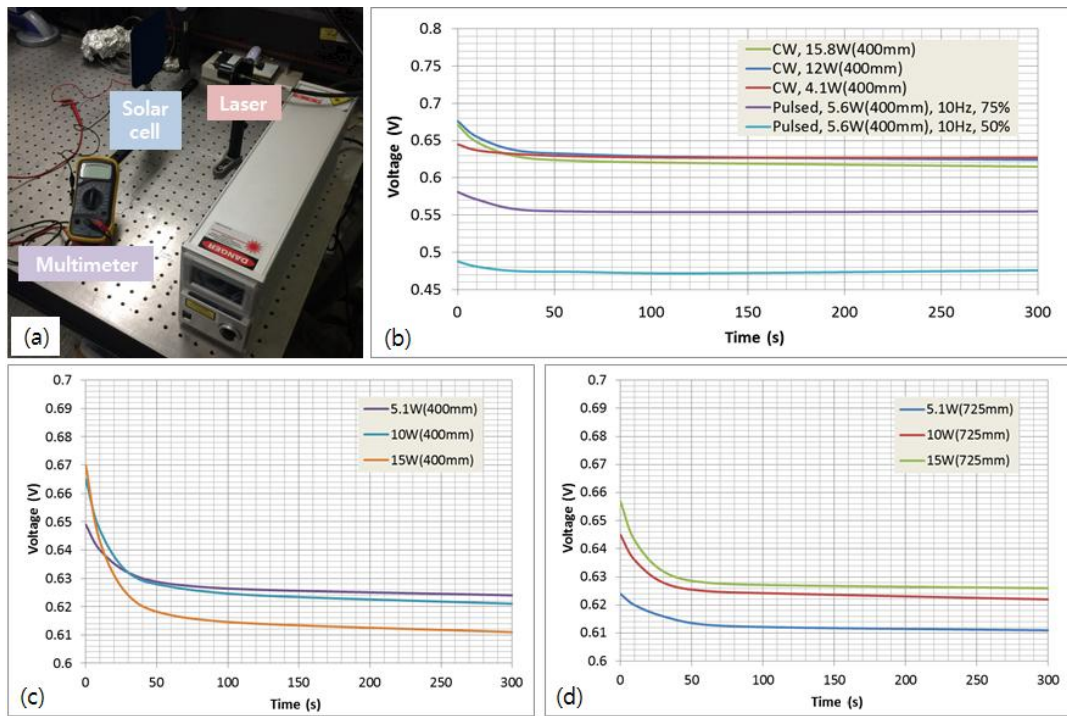 Solar
cell
Laser
Multimeter
DANGER
(a)
0.8
0.75
0.7
0.65
0.6
0.55
0.5
0.45
Voltage (V)
CW, 15.8W(400mm)
CW, 12W(400mm)
CW, 4.1W(400mm)
Pulsed, 5.6W(400mm), 10Hz, 75%
Pulsed, 5.6W(400mm), 10Hz, 50%
0 50 100 150 200 250 300
Time (s)
(b)
0.7
0.69
0.68
0.67
0.66
0.65
0.64
0.63
0.62
0.61
0.6
Voltage (V)
5.1W(400mm)
10W(400mm)
15W(400mm)
0 50 100 150 200 250 300
Time (s)
(c)
0.7
0.69
0.68
0.67
0.66
0.65
0.64
0.63
0.62
0.61
0.6
Voltage (V)
5.1W(725mm)
10W(725mm)
15W(725mm)
0 50 100 150 200 250 300
Time (s)
(d)